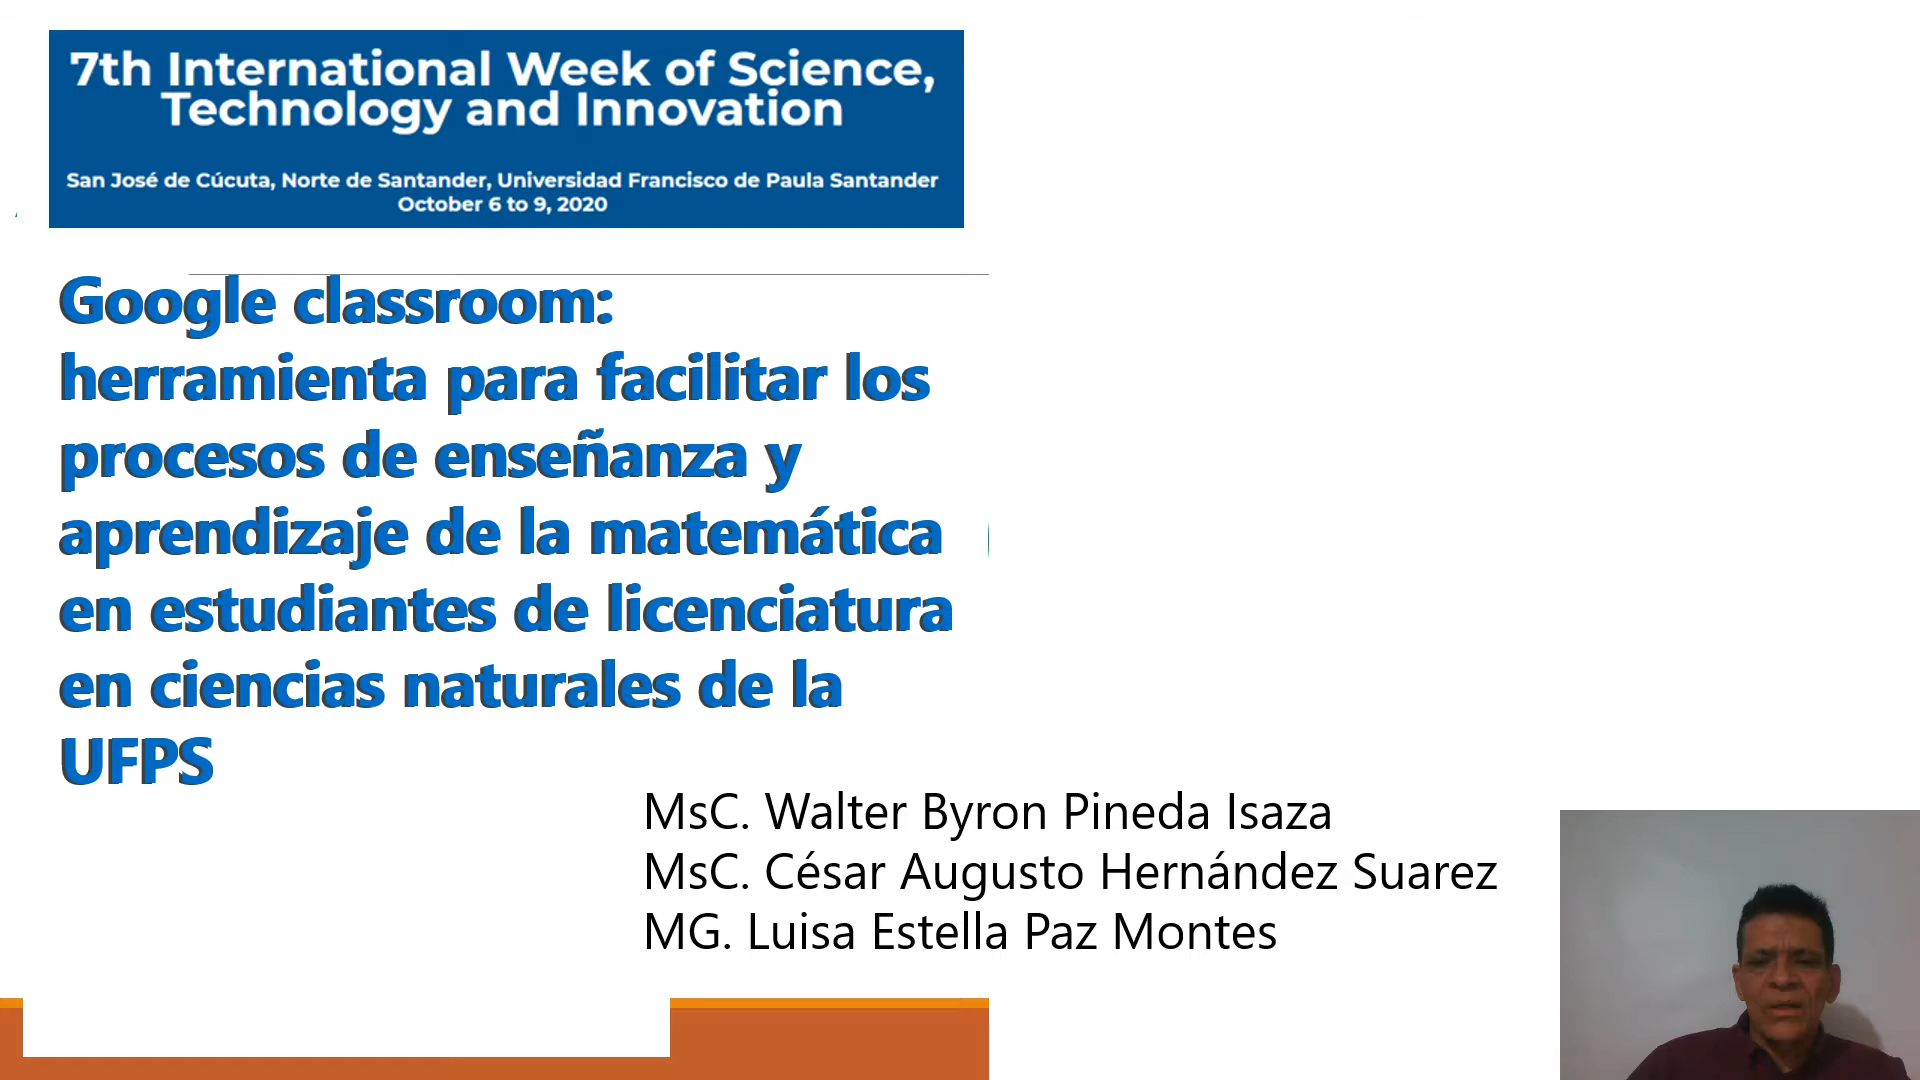 7th International Week of Science,
Technology and Innovation
San José de Cúcuta, Norte de Santander, Universidad Francisco de Paula Santander
October 6 to 9, 2020
Google classroom:
herramienta para facilitar los
procesos de enseñanza y
aprendizaje de la matemática
en estudiantes de licenciatura
en ciencias naturales de la
UFPS
MsC. Walter Byron Pineda Isaza
MsC. César Augusto Hernández Suarez
MG. Luisa Estella Paz Montes